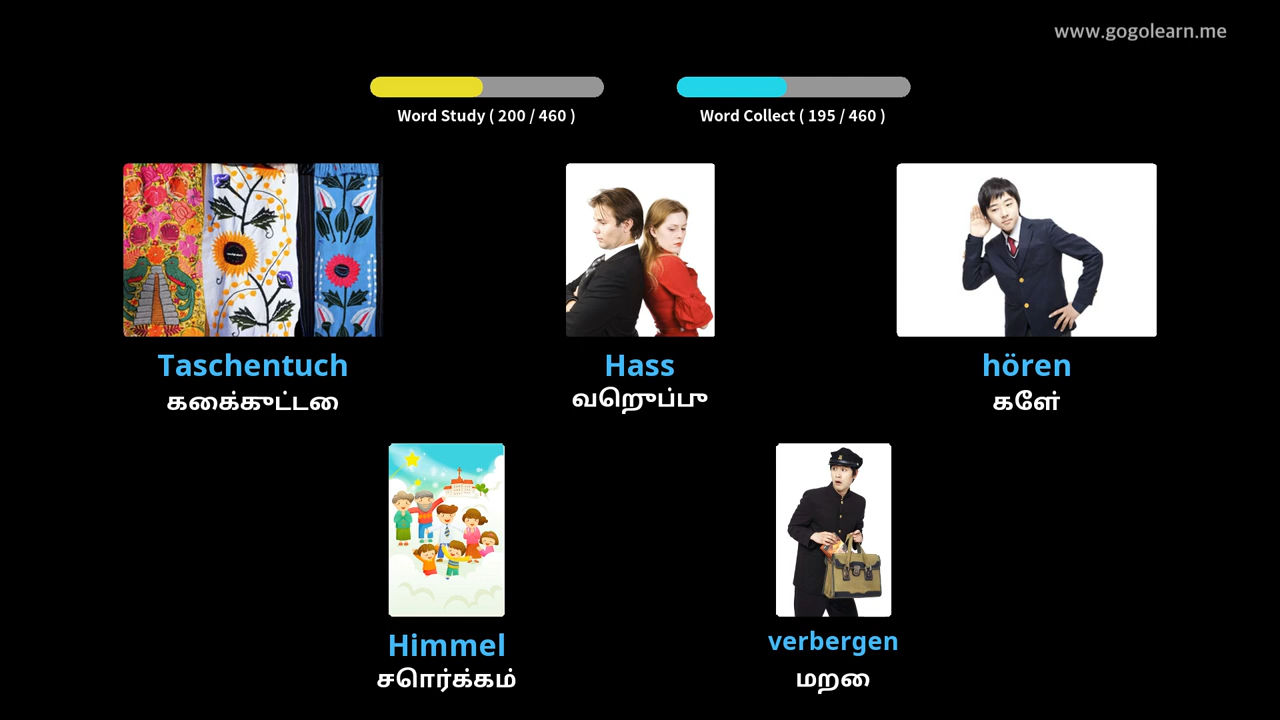 www.gogolearn.me
Word Study ( 200 / 460 )
Word Collect ( 195 / 460 )
Taschentuch
கைக்குட்டை
Hass
வெறுப்பு
hören
கேள்
Himmel
சொர்க்கம்
verbergen
மறை